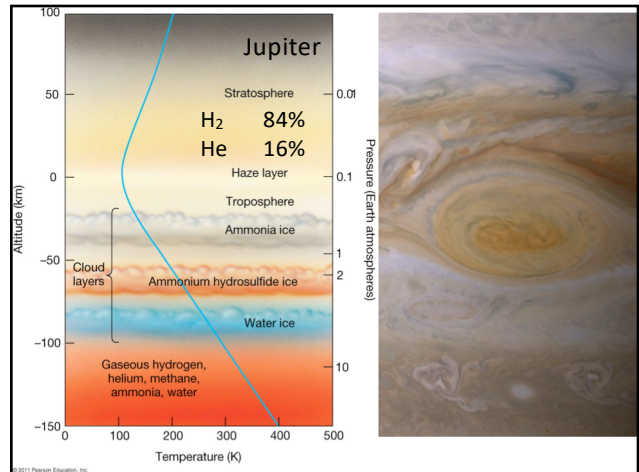 Jupiter
100
50
0
−50
−100
−150
Altitude (km)
Stratosphere
H₂ 84%
He 16%
Haze layer
Troposphere
Ammonia ice
Cloud
layers
Ammonium hydrosulfide ice
Water ice
Gaseous hydrogen,
helium, methane,
ammonia, water
0.01
0.1
1
2
10
Pressure (Earth atmospheres)
0 100 200 300 400 500
Temperature (K)
© 2011 Pearson Education, Inc.